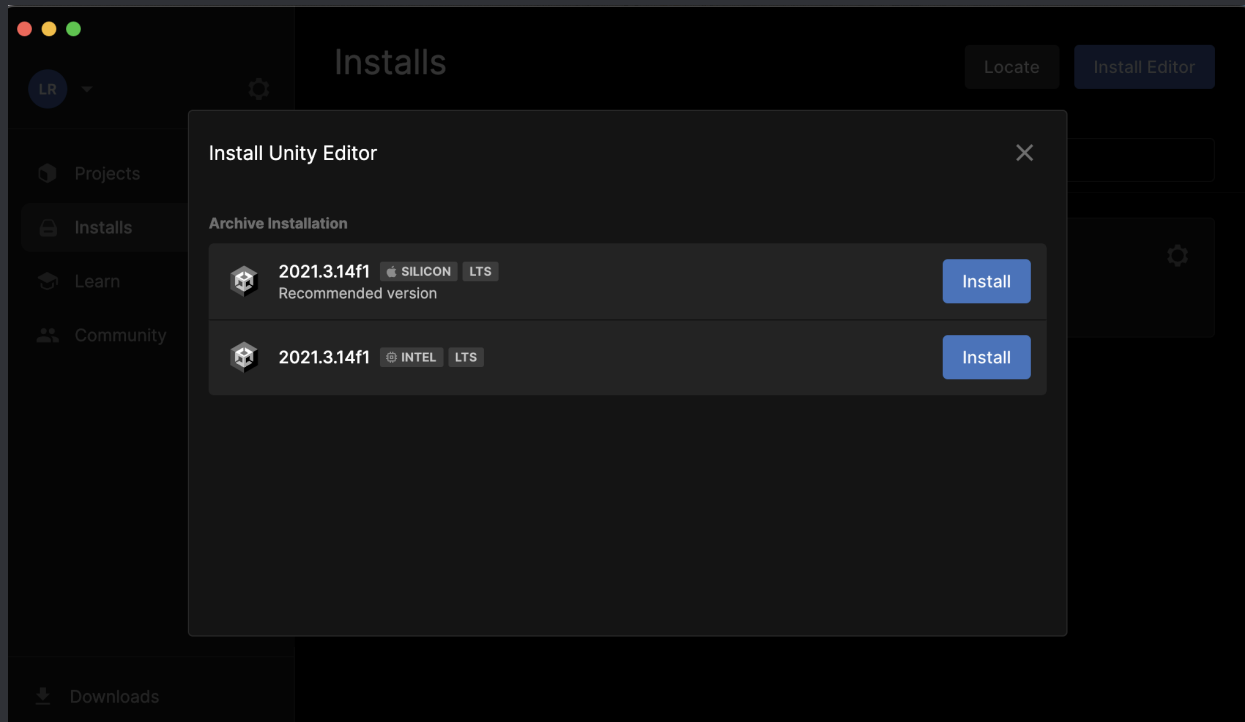 Installs
Locate
Install Editor
LR
Projects
Installs
Learn
Community
Downloads
Install Unity Editor
Archive Installation
2021.3.14f1 SILICON LTS
Recommended version
Install
2021.3.14f1 INTEL LTS
Install